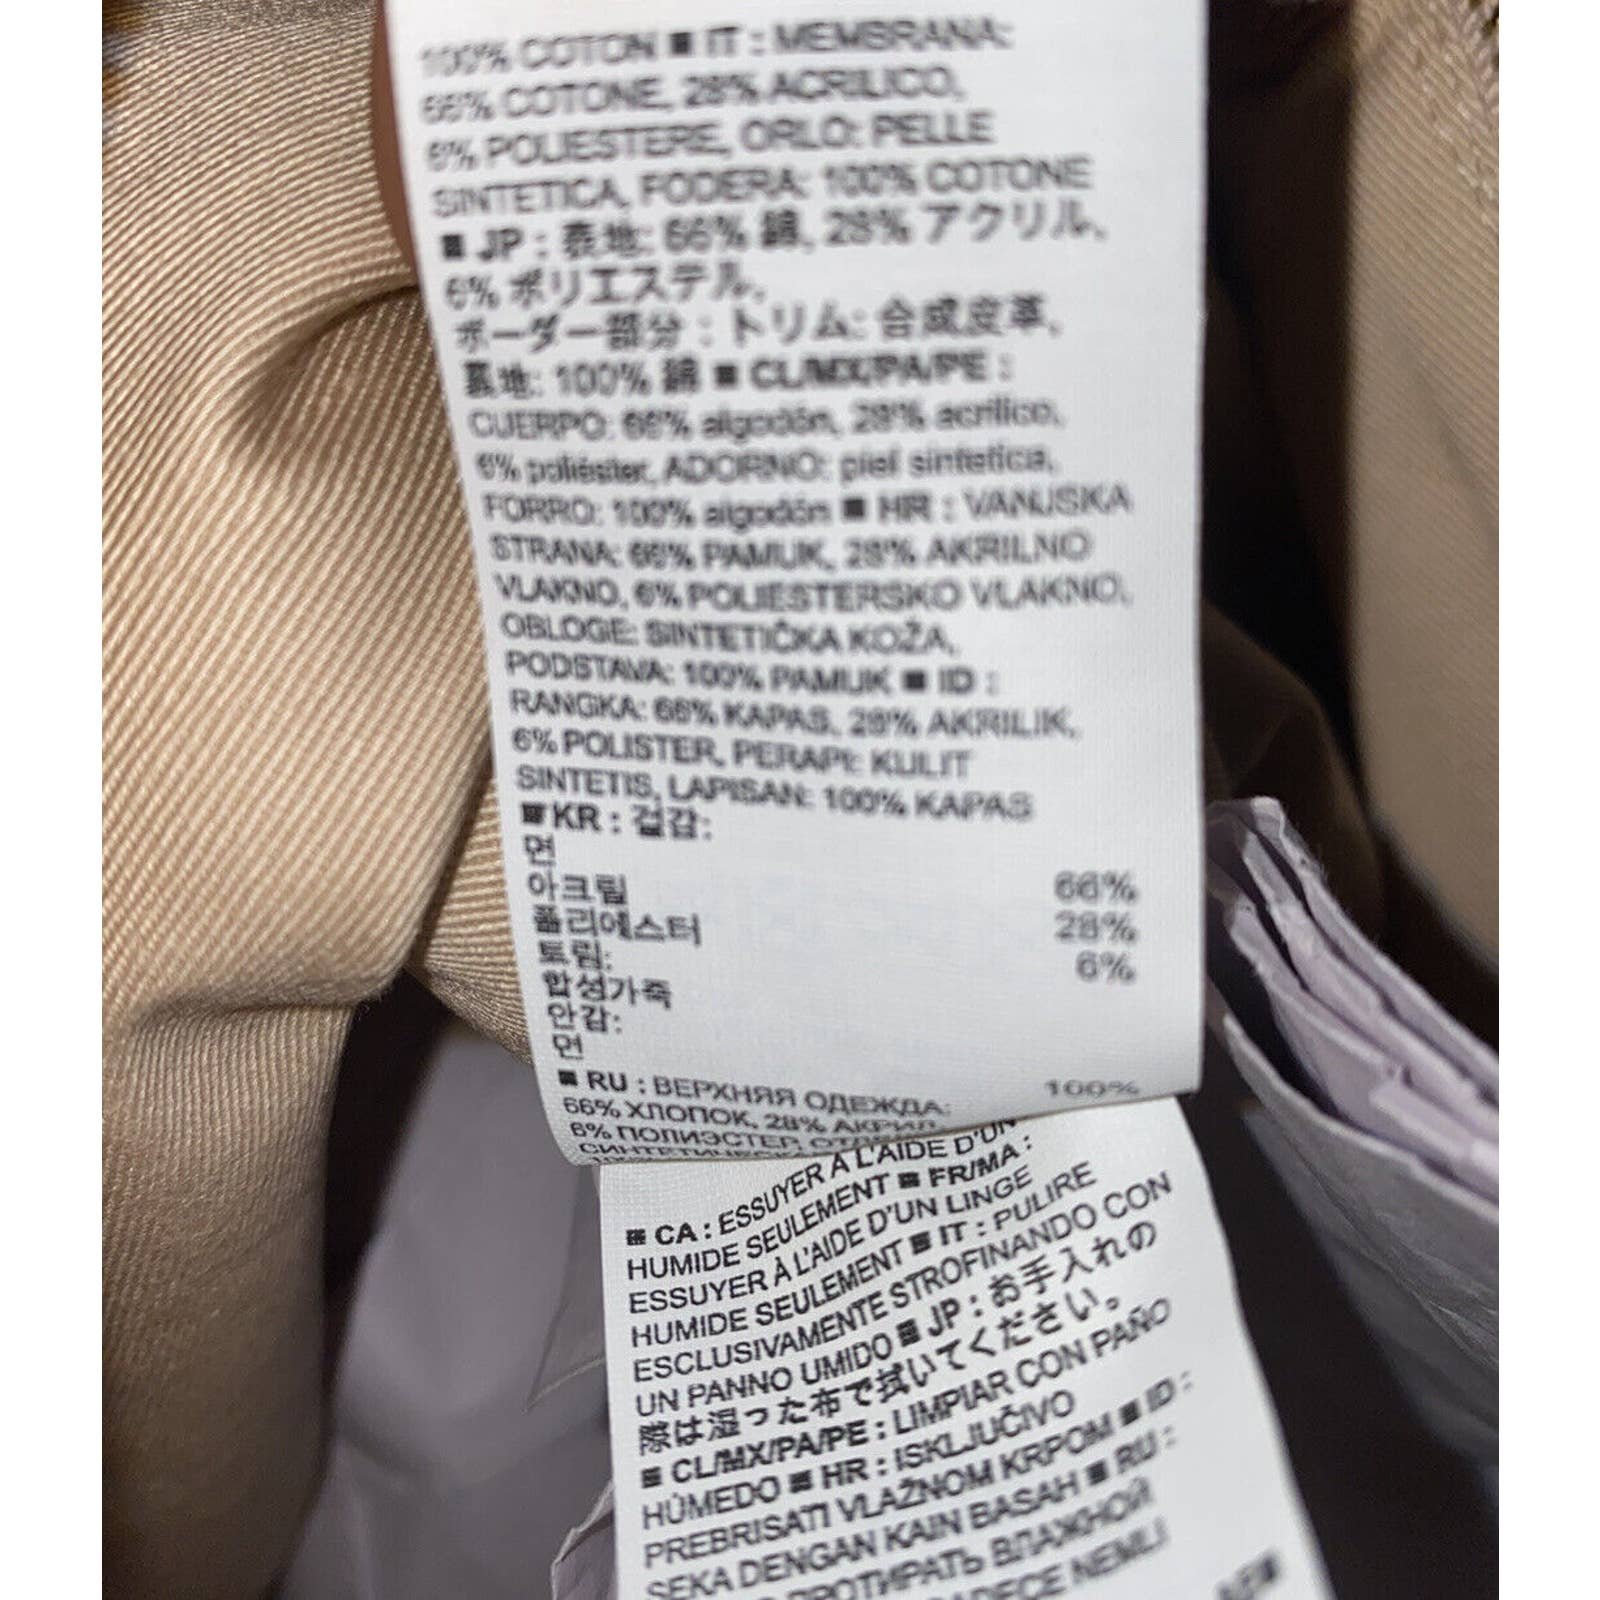 100% COTON ■ IT : MEMBRANA:
66% COTONE, 28% ACRILICO,
6% POLIESTERE, ORLO: PELLE
SINTETICA, FODERA: 100% COTONE
■ JP :表地: 66% 綿, 28% アクリル,
6% ポリエステル,
ボーダー部分 : トリム: 合成皮革,
裏地: 100% 綿 ■ CL/MX/PA/PE :
CUERPO: 66% algodón, 28% acrílico,
6% poliéster, ADORNO: piel sintetica,
FORRO: 100% algodón ■ HR : VANJSKA
STRANA: 66% PAMUK, 28% AKRILNO
VLAKNO, 6% POLIESTERSKO VLAKNO,
OBLOGE: SINTETIČKA KOŽA,
PODSTAVA: 100% PAMUK ■ ID :
RANGKA: 66% KAPAS, 28% AKRILIK,
6% POLISTER, PERAPI: KULIT
SINTETIS, LAPISAN: 100% KAPAS
■ KR : 겉감:
면 66%
아크릴 28%
폴리에스터 6%
트림:
합성가죽
안감:
면 100%
■ RU : ВЕРХНЯЯ ОДЕЖДА:
66% ХЛОПОК, 28% АКРИЛ,
6% ПОЛИЭСТЕР,
■ CA : ESSUYER À L'AIDE D'UN
HUMIDE SEULEMENT ■ FR/MA :
ESSUYER À L'AIDE D'UN LINGE
HUMIDE SEULEMENT ■ IT : PULIRE
ESCLUSIVAMENTE STROFINANDO CON
UN PANNO UMIDO ■ JP : お手入れの
際は湿った布で拭いてください。
■ CL/MX/PA/PE : LIMPIAR CON PAÑO
HÚMEDO ■ HR : ISKLJUČIVO
PREBRISATI VLAŽNOM KRPOM ■ ID :
SEKA DENGAN KAIN BASAH ■ RU :
ПРОТИРАТЬ ВЛАЖНОЙ
NEMLI